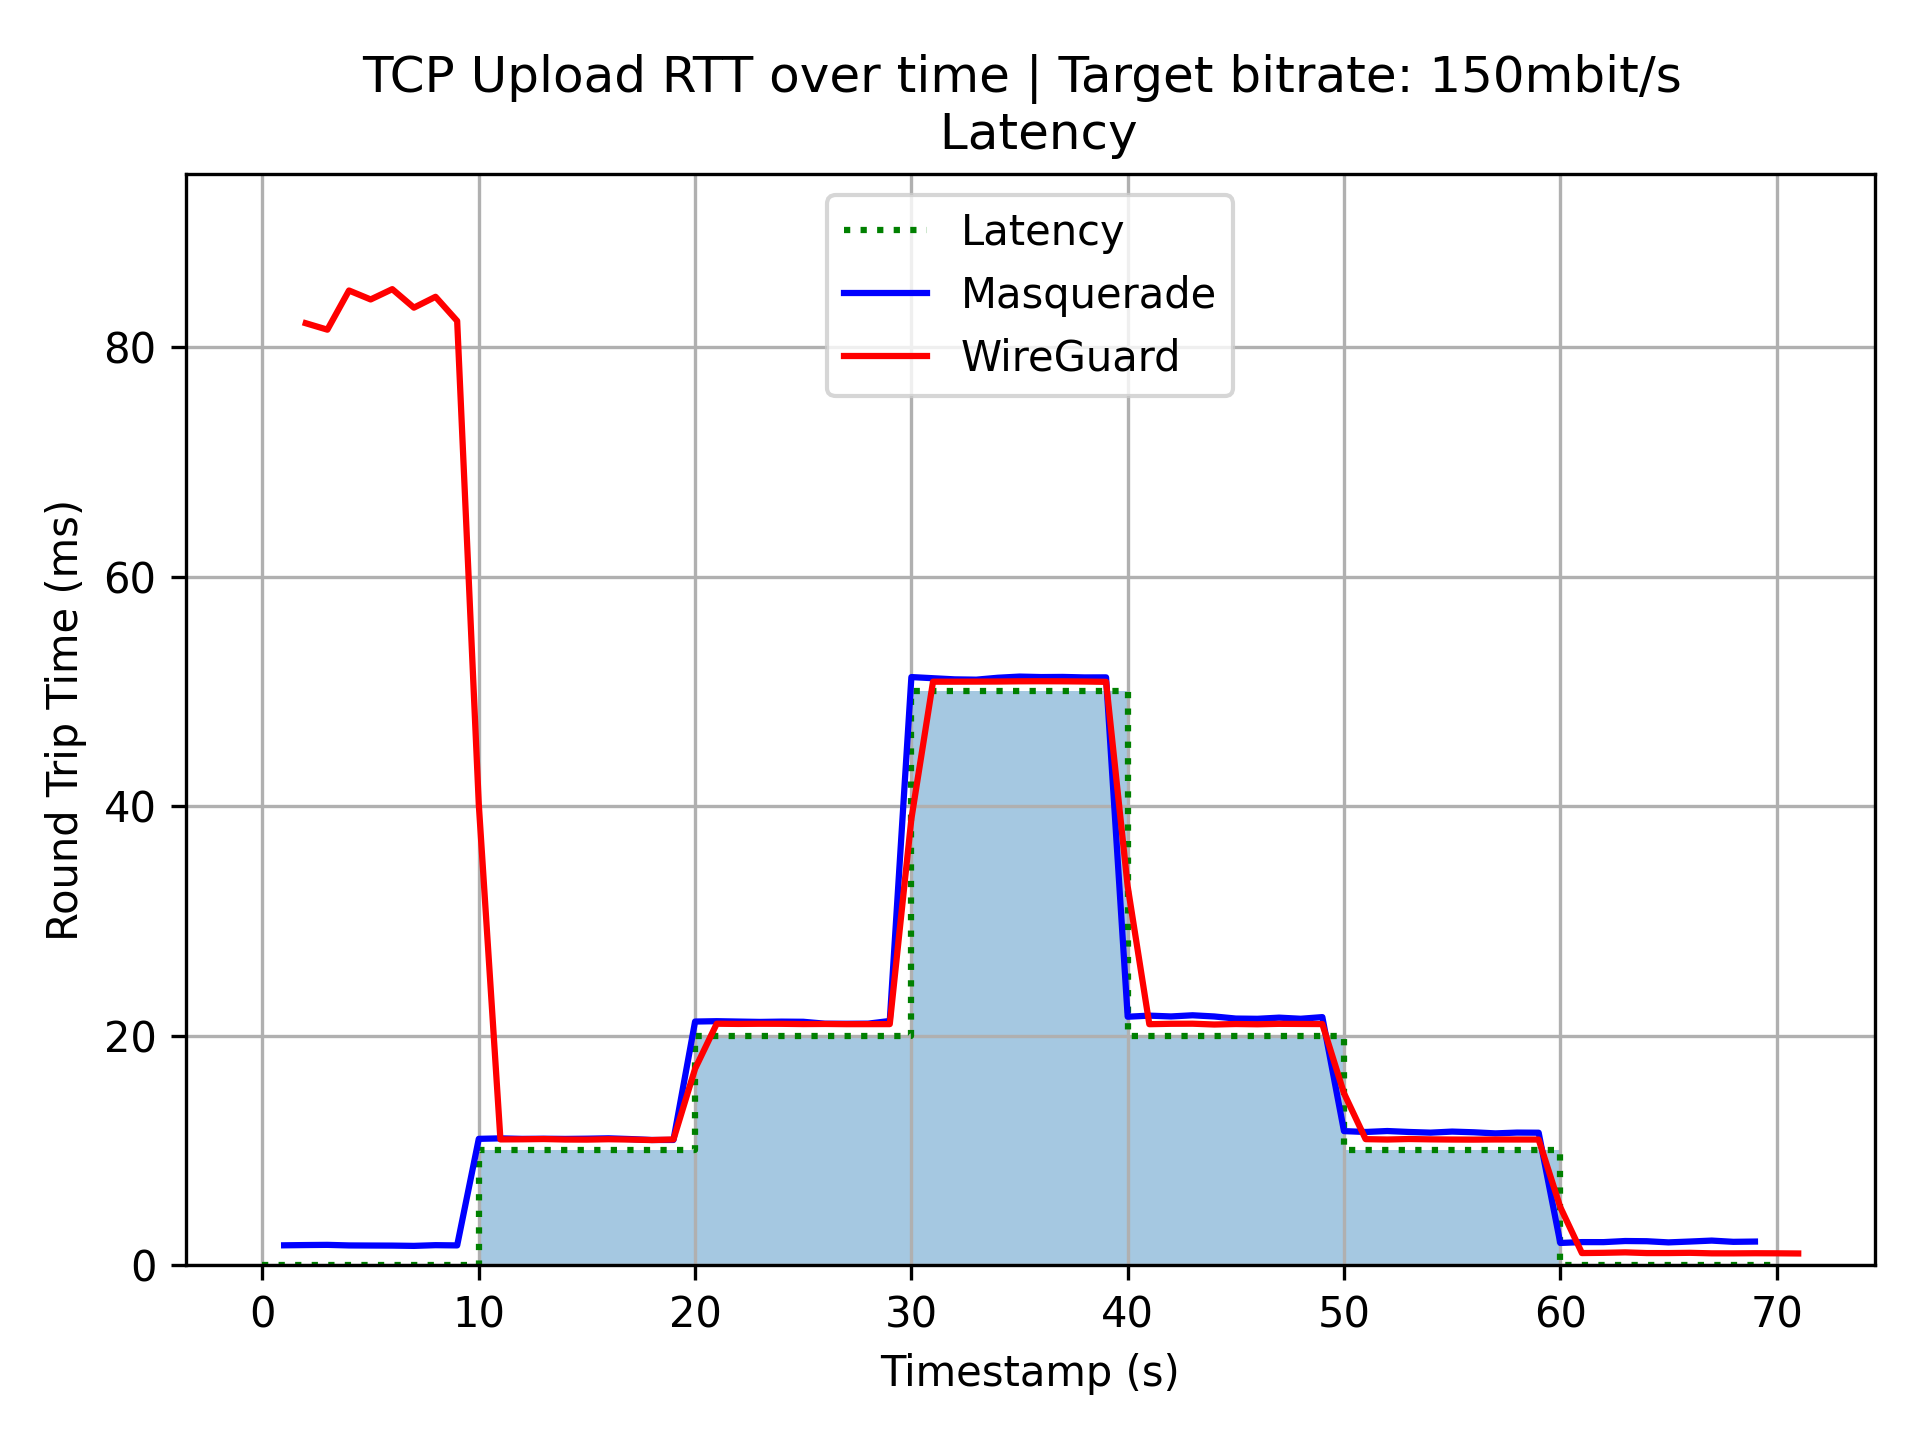 TCP Upload RTT over time | Target bitrate: 150mbit/s
Latency
Latency
Masquerade
WireGuard
Round Trip Time (ms)
80
60
40
20
0
0 10 20 30 40 50 60 70
Timestamp (s)